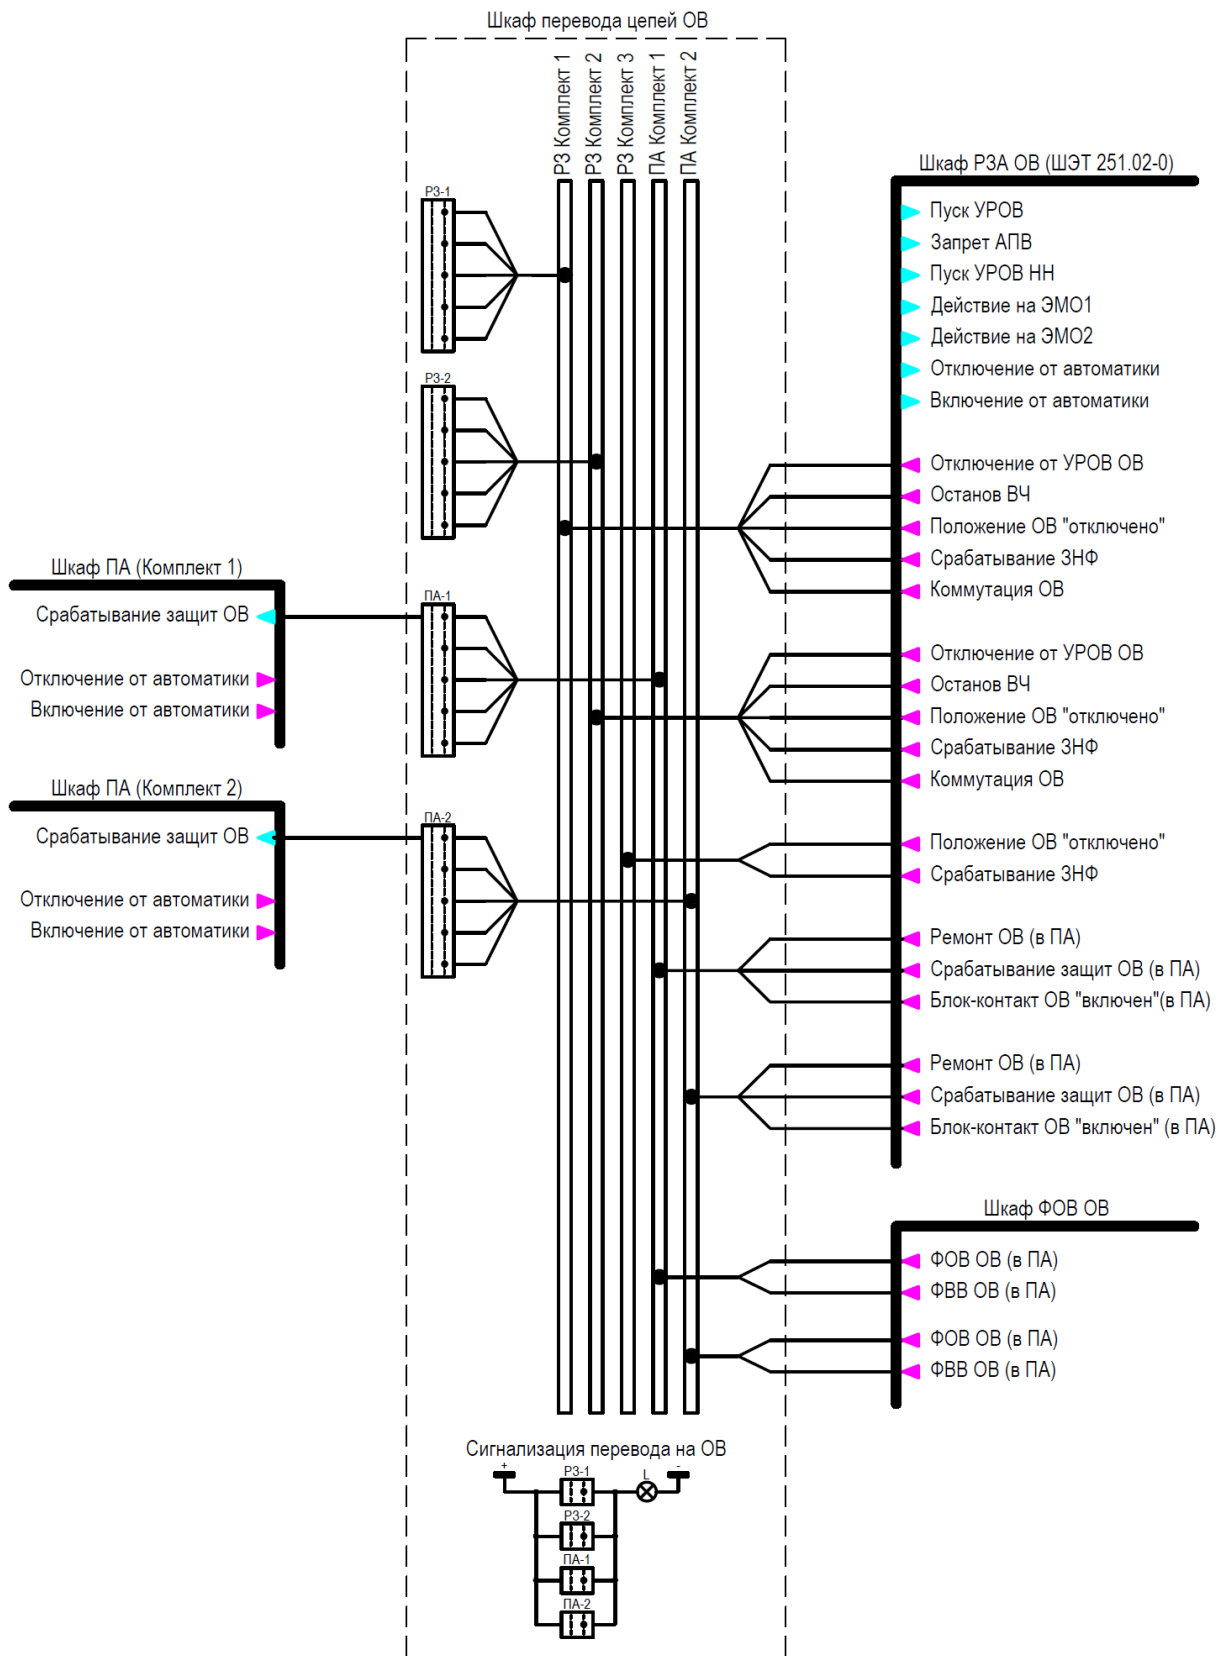 Шкаф перевода цепей ОВ
РЗ Комплект 1
РЗ Комплект 2
РЗ Комплект 3
ПА Комплект 1
ПА Комплект 2
РЗ-1
РЗ-2
ПА-1
ПА-2
Шкаф ПА (Комплект 1)
Срабатывание защит ОВ
Отключение от автоматики
Включение от автоматики
Шкаф ПА (Комплект 2)
Срабатывание защит ОВ
Отключение от автоматики
Включение от автоматики
Шкаф РЗА ОВ (ШЭТ 251.02-0)
Пуск УРОВ
Запрет АПВ
Пуск УРОВ НН
Действие на ЭМО1
Действие на ЭМО2
Отключение от автоматики
Включение от автоматики
Отключение от УРОВ ОВ
Останов ВЧ
Положение ОВ "отключено"
Срабатывание ЗНФ
Коммутация ОВ
Отключение от УРОВ ОВ
Останов ВЧ
Положение ОВ "отключено"
Срабатывание ЗНФ
Коммутация ОВ
Положение ОВ "отключено"
Срабатывание ЗНФ
Ремонт ОВ (в ПА)
Срабатывание защит ОВ (в ПА)
Блок-контакт ОВ "включен"(в ПА)
Ремонт ОВ (в ПА)
Срабатывание защит ОВ (в ПА)
Блок-контакт ОВ "включен" (в ПА)
Шкаф ФОВ ОВ
ФОВ ОВ (в ПА)
ФВВ ОВ (в ПА)
ФОВ ОВ (в ПА)
ФВВ ОВ (в ПА)
Сигнализация перевода на ОВ
+ РЗ-1 L -
РЗ-2
ПА-1
ПА-2